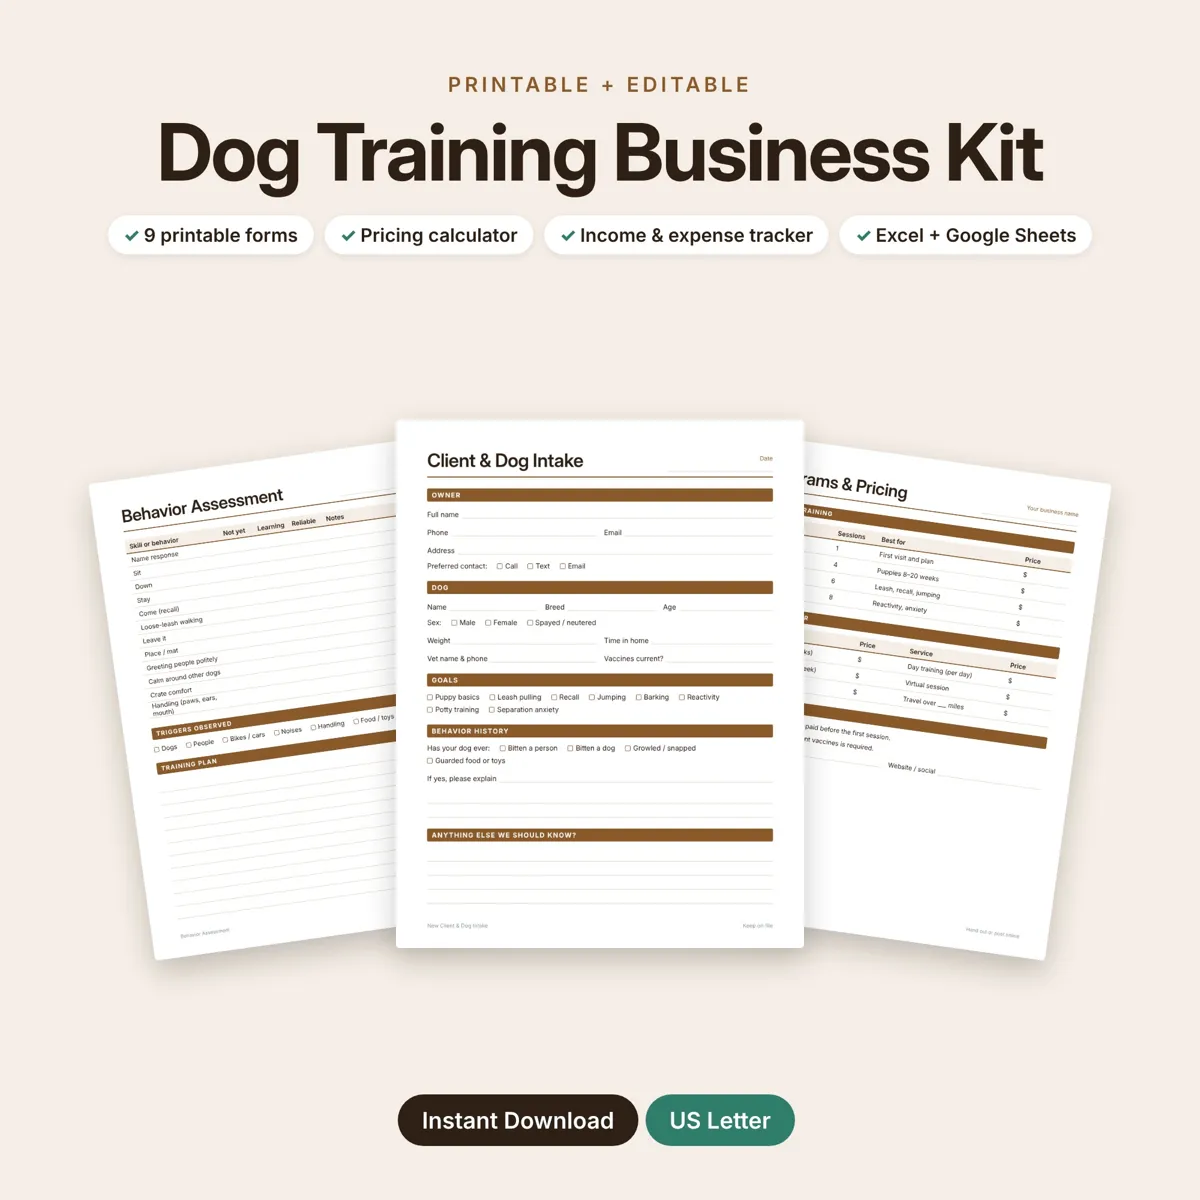 PRINTABLE + EDITABLE
Dog Training Business Kit
✓ 9 printable forms
✓ Pricing calculator
✓ Income & expense tracker
✓ Excel + Google Sheets
Behavior Assessment
Skill or behavior Not yet Learning Reliable Notes
Name response
Sit
Down
Stay
Come (recall)
Loose-leash walking
Leave it
Place / mat
Greeting people politely
Calm around other dogs
Crate comfort
Handling (paws, ears,
mouth)
TRIGGERS OBSERVED
Dogs People Bikes / cars Noises Handling Food / toys
TRAINING PLAN
Behavior Assessment
Client & Dog Intake
Date
OWNER
Full name
Phone Email
Address
Preferred contact: Call Text Email
DOG
Name Breed Age
Sex: Male Female Spayed / neutered
Weight Time in home
Vet name & phone Vaccines current?
GOALS
Puppy basics Leash pulling Recall Jumping Barking Reactivity
Potty training Separation anxiety
BEHAVIOR HISTORY
Has your dog ever: Bitten a person Bitten a dog Growled / snapped
Guarded food or toys
If yes, please explain
ANYTHING ELSE WE SHOULD KNOW?
New Client & Dog Intake
Keep on file
rams & Pricing
Your business name
RAINING
Sessions Best for Price
1 First visit and plan $
4 Puppies 8–20 weeks $
6 Leash, recall, jumping $
8 Reactivity, anxiety $
R
Price Service Price
ks) $ Day training (per day) $
eek) $ Virtual session $
$ Travel over ___ miles $
paid before the first session.
nt vaccines is required.
Website / social
Hand out or post online
Instant Download
US Letter